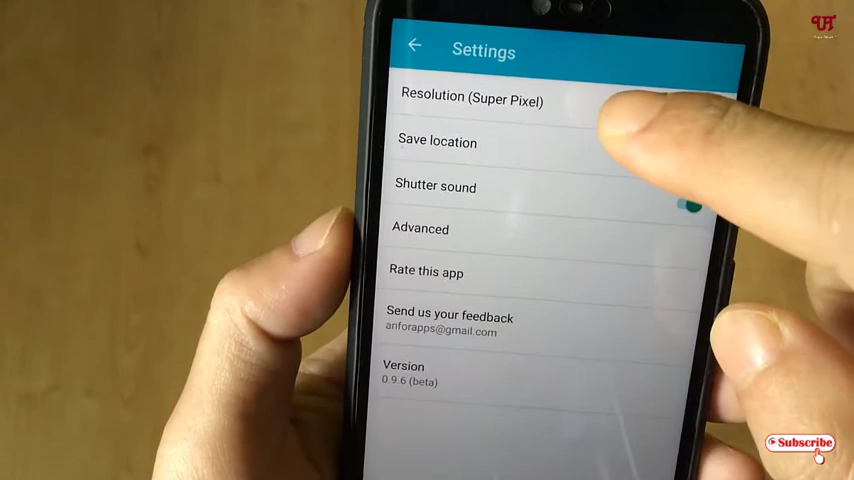 Settings
Resolution (Super Pixel)
Save location
Shutter sound
Advanced
Rate this app
Send us your feedback
anforapps@gmail.com
Version
0.9.6 (beta)
Subscribe